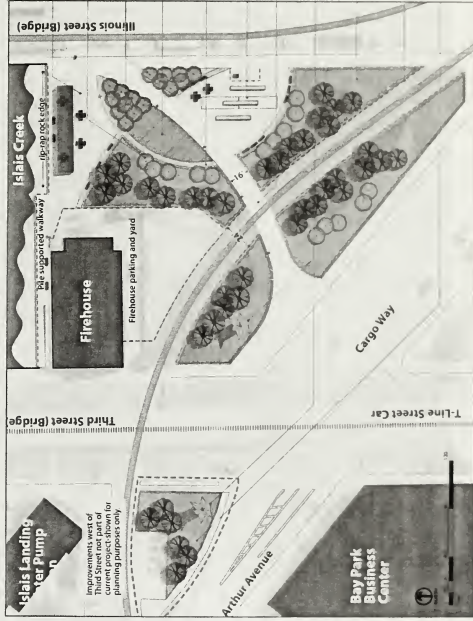 Illinois Street (Bridge)
Islais Creek
rip-rap rock edge
Pile supported walkway
Firehouse
Firehouse parking and yard
16
24
Cargo Way
Third Street (Bridge)
T-Line Street Car
Islais Landing
Pump
Improvements west of
Third Street not part of
current project shown for
planning purposes only
Arthur Avenue
Bay Park
Business
Center